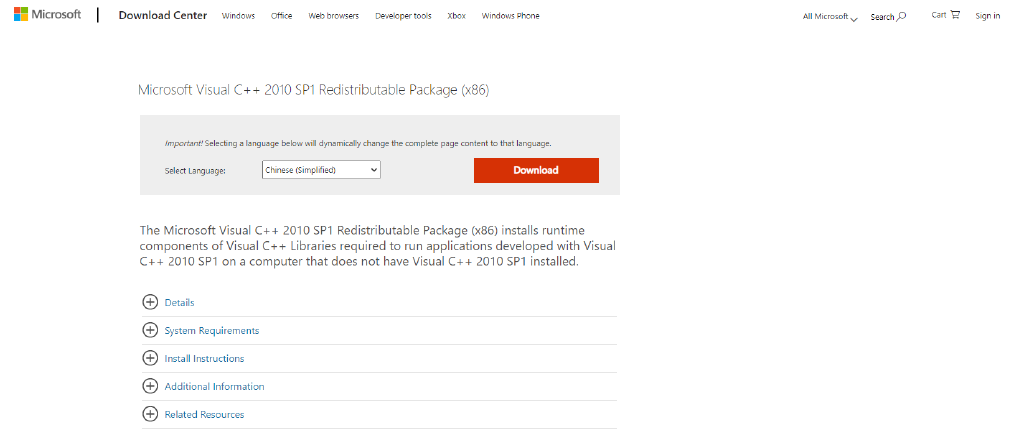 Microsoft | Download Center Windows Office Web browsers Developer tools Xbox Windows Phone All Microsoft Search Cart Sign in
Microsoft Visual C++ 2010 SP1 Redistributable Package (x86)
Important! Selecting a language below will dynamically change the complete page content to that language.
Select Language: Chinese (Simplified) Download
The Microsoft Visual C++ 2010 SP1 Redistributable Package (x86) installs runtime
components of Visual C++ Libraries required to run applications developed with Visual
C++ 2010 SP1 on a computer that does not have Visual C++ 2010 SP1 installed.
Details
System Requirements
Install Instructions
Additional Information
Related Resources